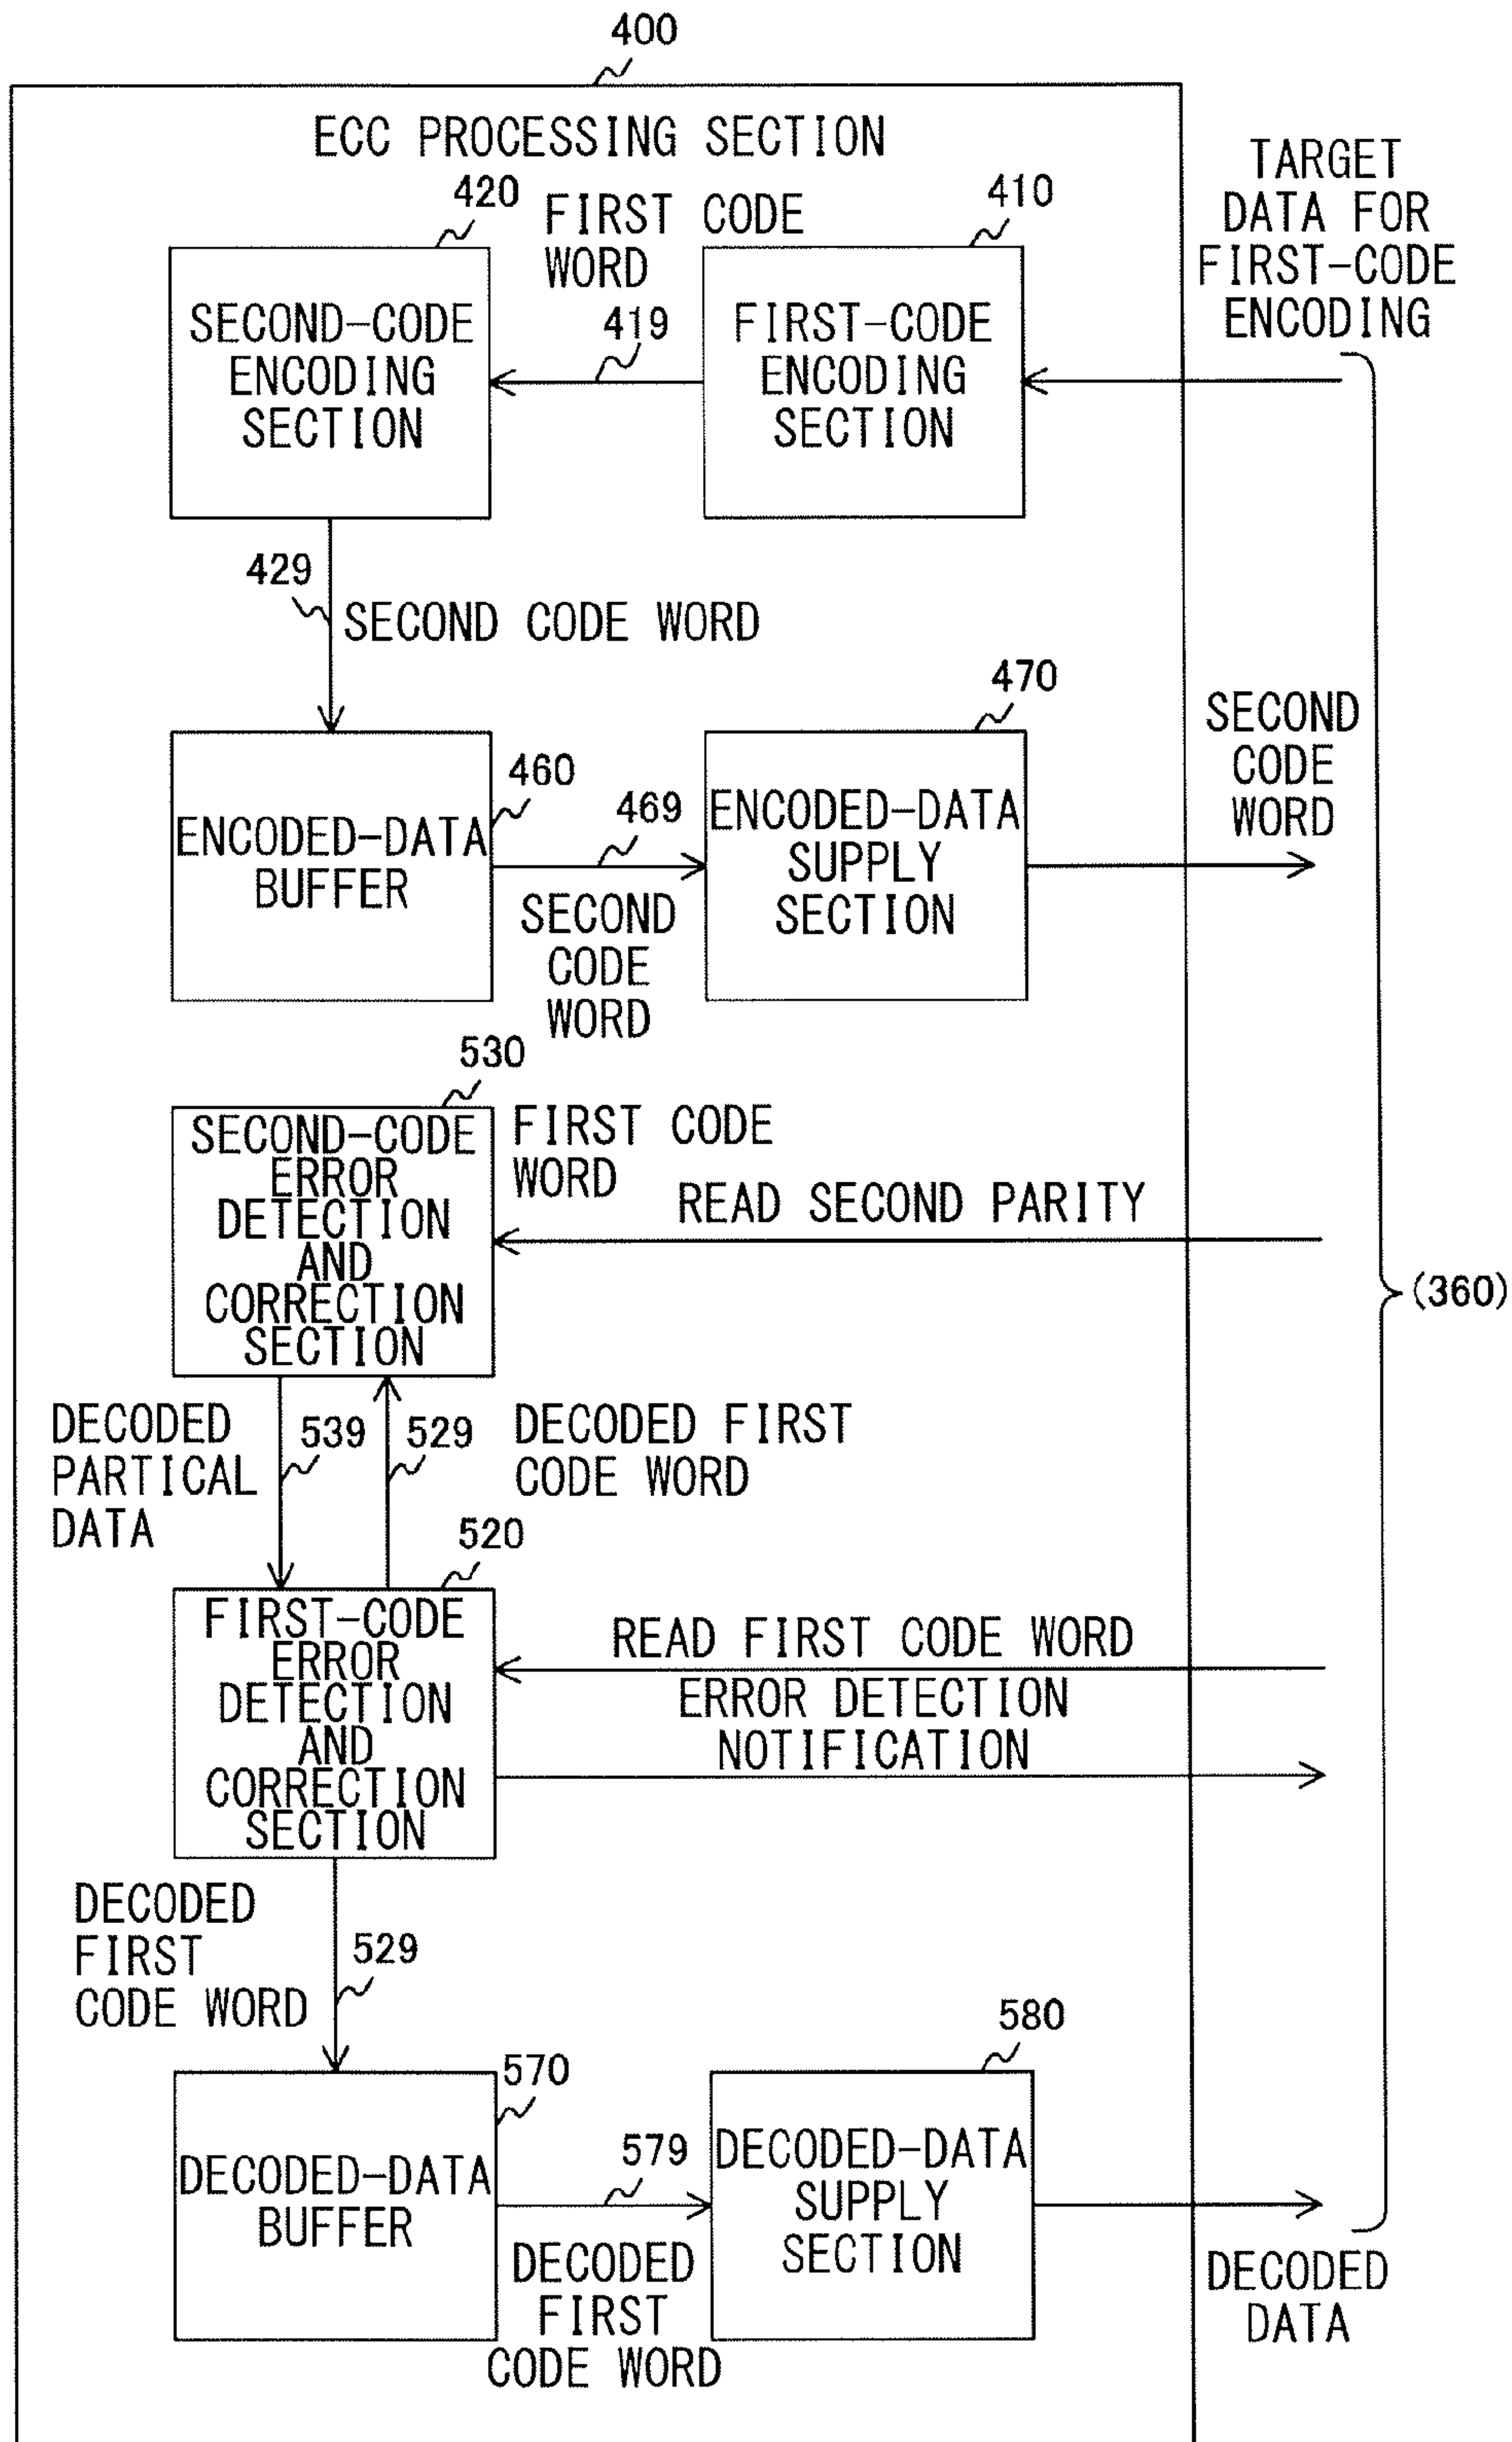 400
ECC PROCESSING SECTION
420
FIRST CODE
WORD
410
TARGET
DATA FOR
FIRST-CODE
ENCODING
SECOND-CODE
ENCODING
SECTION
419
FIRST-CODE
ENCODING
SECTION
429
SECOND CODE WORD
470
SECOND
CODE
WORD
460
ENCODED-DATA
BUFFER
469
SECOND
CODE
WORD
ENCODED-DATA
SUPPLY
SECTION
530
SECOND-CODE
ERROR
DETECTION
AND
CORRECTION
SECTION
FIRST CODE
WORD
READ SECOND PARITY
(360)
DECODED
PARTICAL
DATA
539
529
DECODED FIRST
CODE WORD
520
FIRST-CODE
ERROR
DETECTION
AND
CORRECTION
SECTION
READ FIRST CODE WORD
ERROR DETECTION
NOTIFICATION
DECODED
FIRST
CODE WORD
529
570
580
DECODED-DATA
BUFFER
579
DECODED
FIRST
CODE WORD
DECODED-DATA
SUPPLY
SECTION
DECODED
DATA